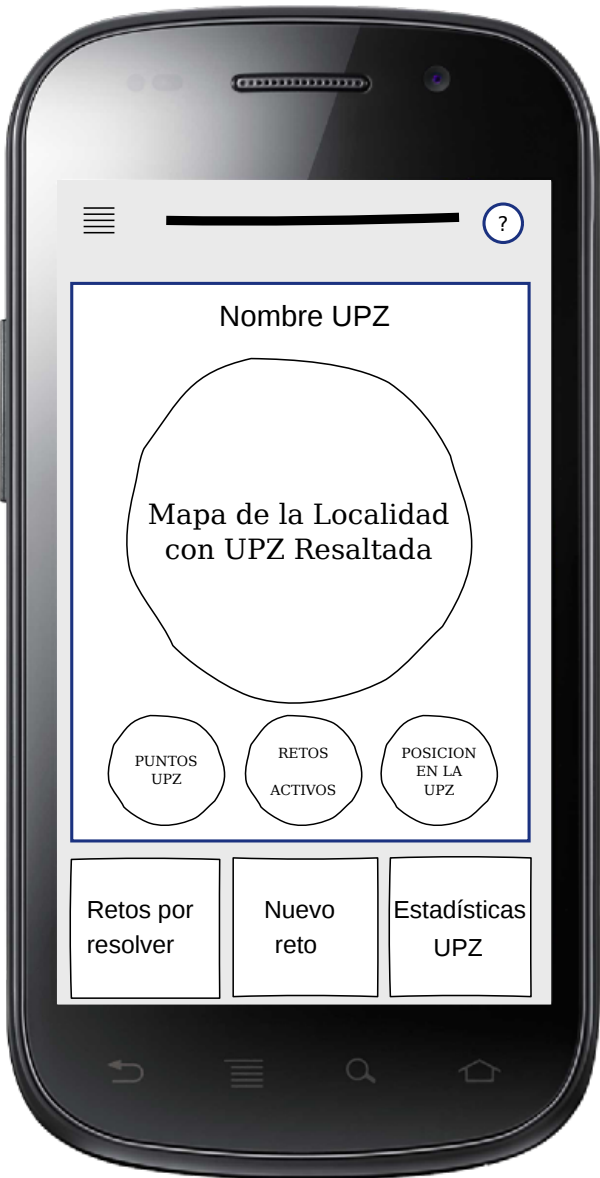 ?
Nombre UPZ
Mapa de la Localidad
con UPZ Resaltada
PUNTOS
UPZ
RETOS
ACTIVOS
POSICION
EN LA
UPZ
Retos por
resolver
Nuevo
reto
Estadísticas
UPZ